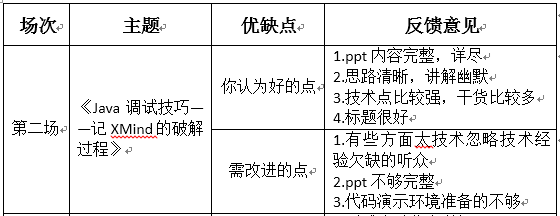 场次 主题 优缺点 反馈意见
第二场
《Java 调试技巧—
—记 XMind 的破解
过程》
你认为好的点
1.ppt 内容完整，详尽
2.思路清晰，讲解幽默
3.技术点比较强，干货比较多
4.标题很好
需改进的点
1.有些方面太技术忽略技术经
验欠缺的听众
2.ppt 不够完整
3.代码演示环境准备的不够